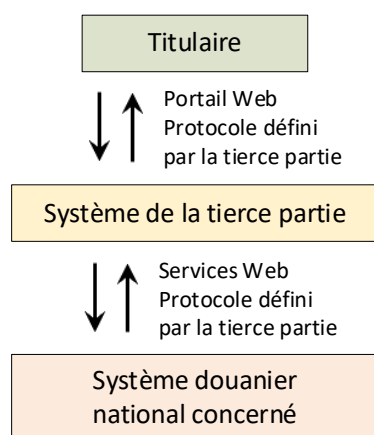 Titulaire
Portail Web
Protocole défini
par la tierce partie
Système de la tierce partie
Services Web
Protocole défini
par la tierce partie
Système douanier
national concerné